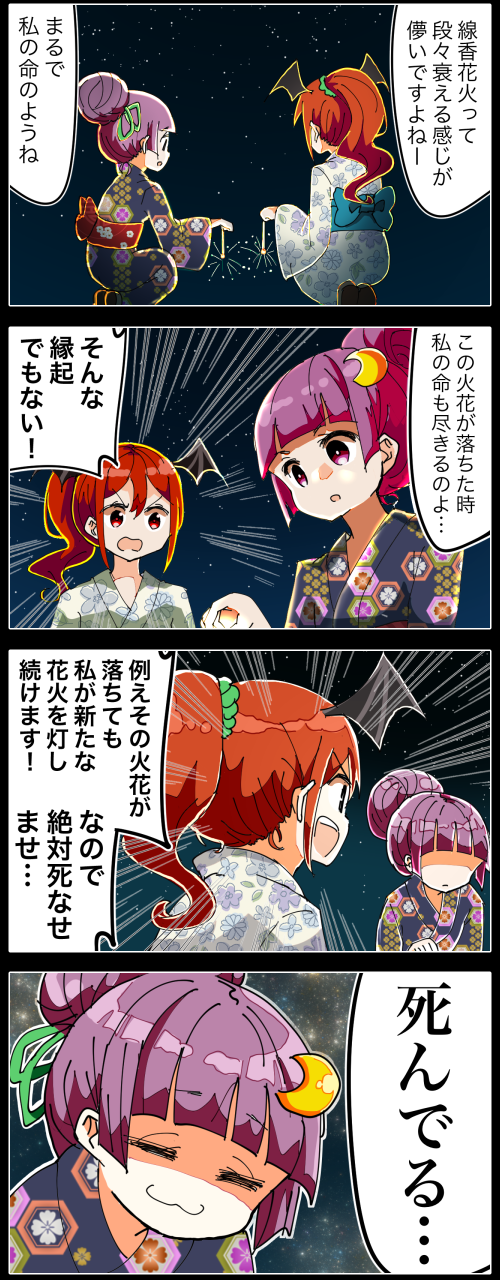 線香花火って
段々衰える感じが
儚いですよねー
まるで
私の命のようね
この火花が落ちた時
私の命も尽きるのよ…
そんな
縁起
でもない！
例えその火花が
落ちても
私が新たな
花火を灯し
続けます！
なので
絶対死なせ
ませ…
死んでる…